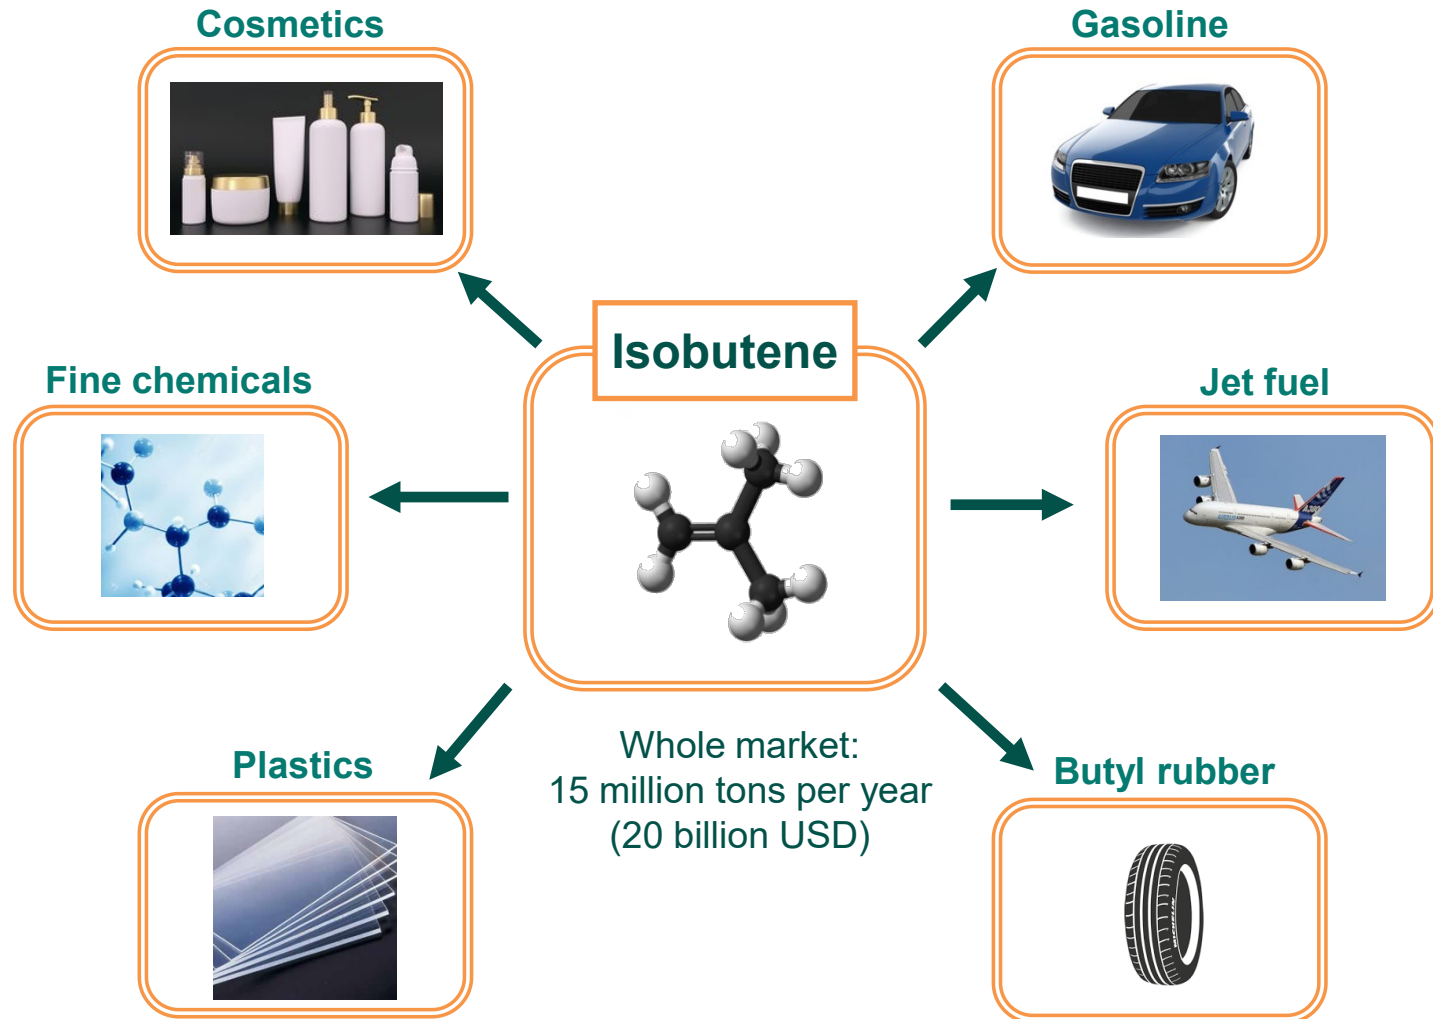 Cosmetics
Gasoline
Isobutene
Fine chemicals
Jet fuel
A380
Plastics
Whole market:
15 million tons per year
(20 billion USD)
Butyl rubber